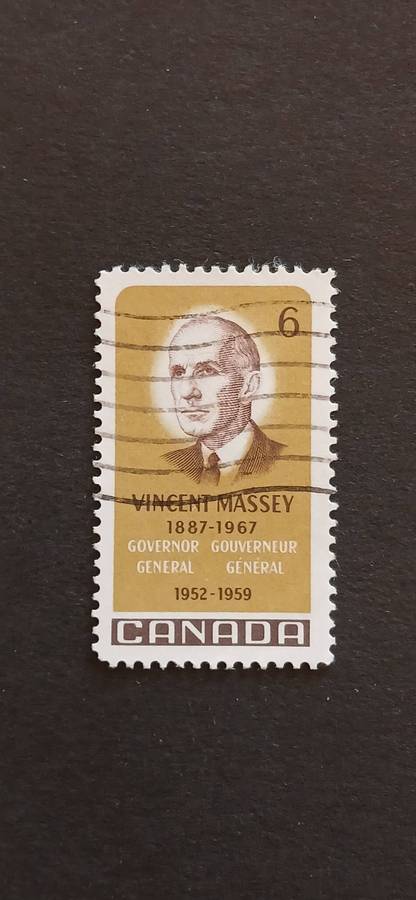 6
VINCENT MASSEY
1887-1967
GOVERNOR GOUVERNEUR
GENERAL GÉNÉRAL
1952-1959
CANADA